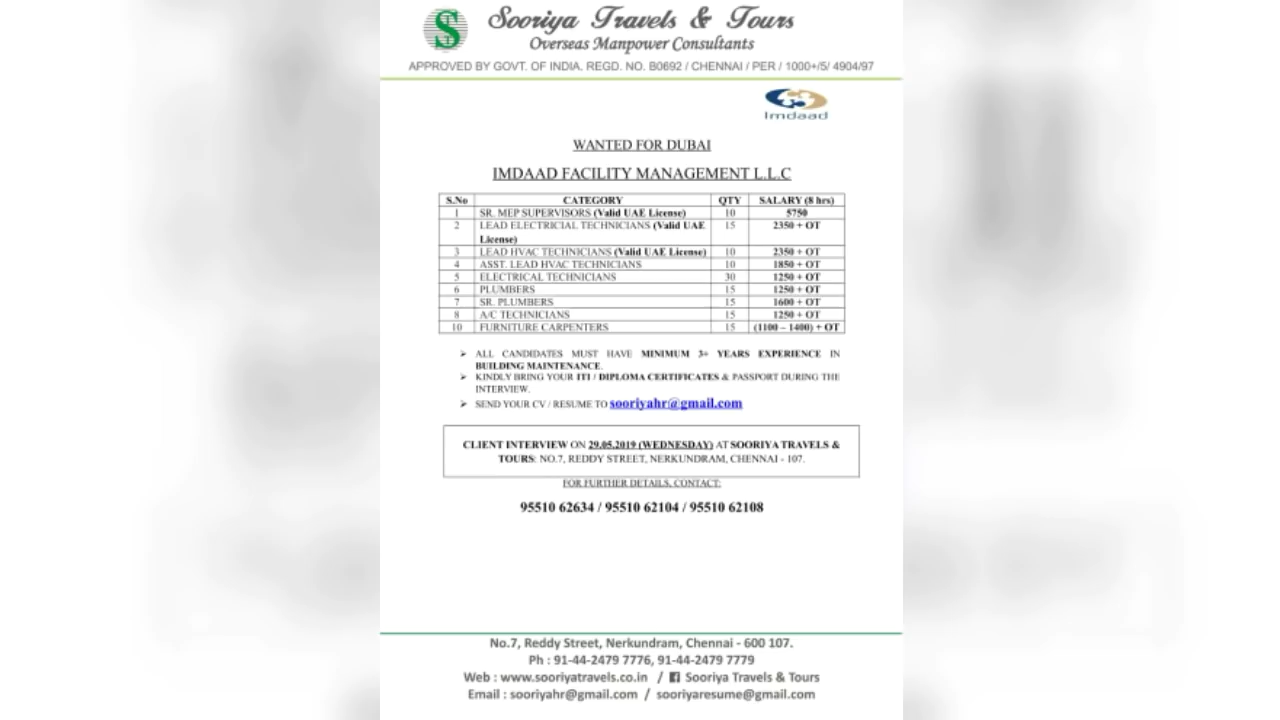 S
Sooriya Travels & Tours
Overseas Manpower Consultants
APPROVED BY GOVT. OF INDIA. REGD. NO. B0692 / CHENNAI / PER / 1000+/5/ 4904/97
Imdaad
WANTED FOR DUBAI
IMDAAD FACILITY MANAGEMENT L.L.C
S.No CATEGORY QTY SALARY (8 hrs)
1 SR. MEP SUPERVISORS (Valid UAE License) 10 5750
2 LEAD ELECTRICIAL TECHNICIANS (Valid UAE 15 2350 + OT
License)
3 LEAD HVAC TECHNICIANS (Valid UAE License) 10 2350 + OT
4 ASST. LEAD HVAC TECHNICIANS 10 1850 + OT
5 ELECTRICAL TECHNICIANS 30 1250 + OT
6 PLUMBERS 15 1250 + OT
7 SR. PLUMBERS 15 1600 + OT
8 A/C TECHNICIANS 15 1250 + OT
10 FURNITURE CARPENTERS 15 (1100 – 1400) + OT
➢ ALL CANDIDATES MUST HAVE MINIMUM 3+ YEARS EXPERIENCE IN
BUILDING MAINTENANCE.
➢ KINDLY BRING YOUR ITI / DIPLOMA CERTIFICATES & PASSPORT DURING THE
INTERVIEW.
➢ SEND YOUR CV / RESUME TO sooriyahr@gmail.com
CLIENT INTERVIEW ON 29.05.2019 (WEDNESDAY) AT SOORIYA TRAVELS &
TOURS: NO.7, REDDY STREET, NERKUNDRAM, CHENNAI - 107.
FOR FURTHER DETAILS, CONTACT:
95510 62634 / 95510 62104 / 95510 62108
No.7, Reddy Street, Nerkundram, Chennai - 600 107.
Ph : 91-44-2479 7776, 91-44-2479 7779
Web : www.sooriyatravels.co.in / f Sooriya Travels & Tours
Email : sooriyahr@gmail.com / sooriyaresume@gmail.com